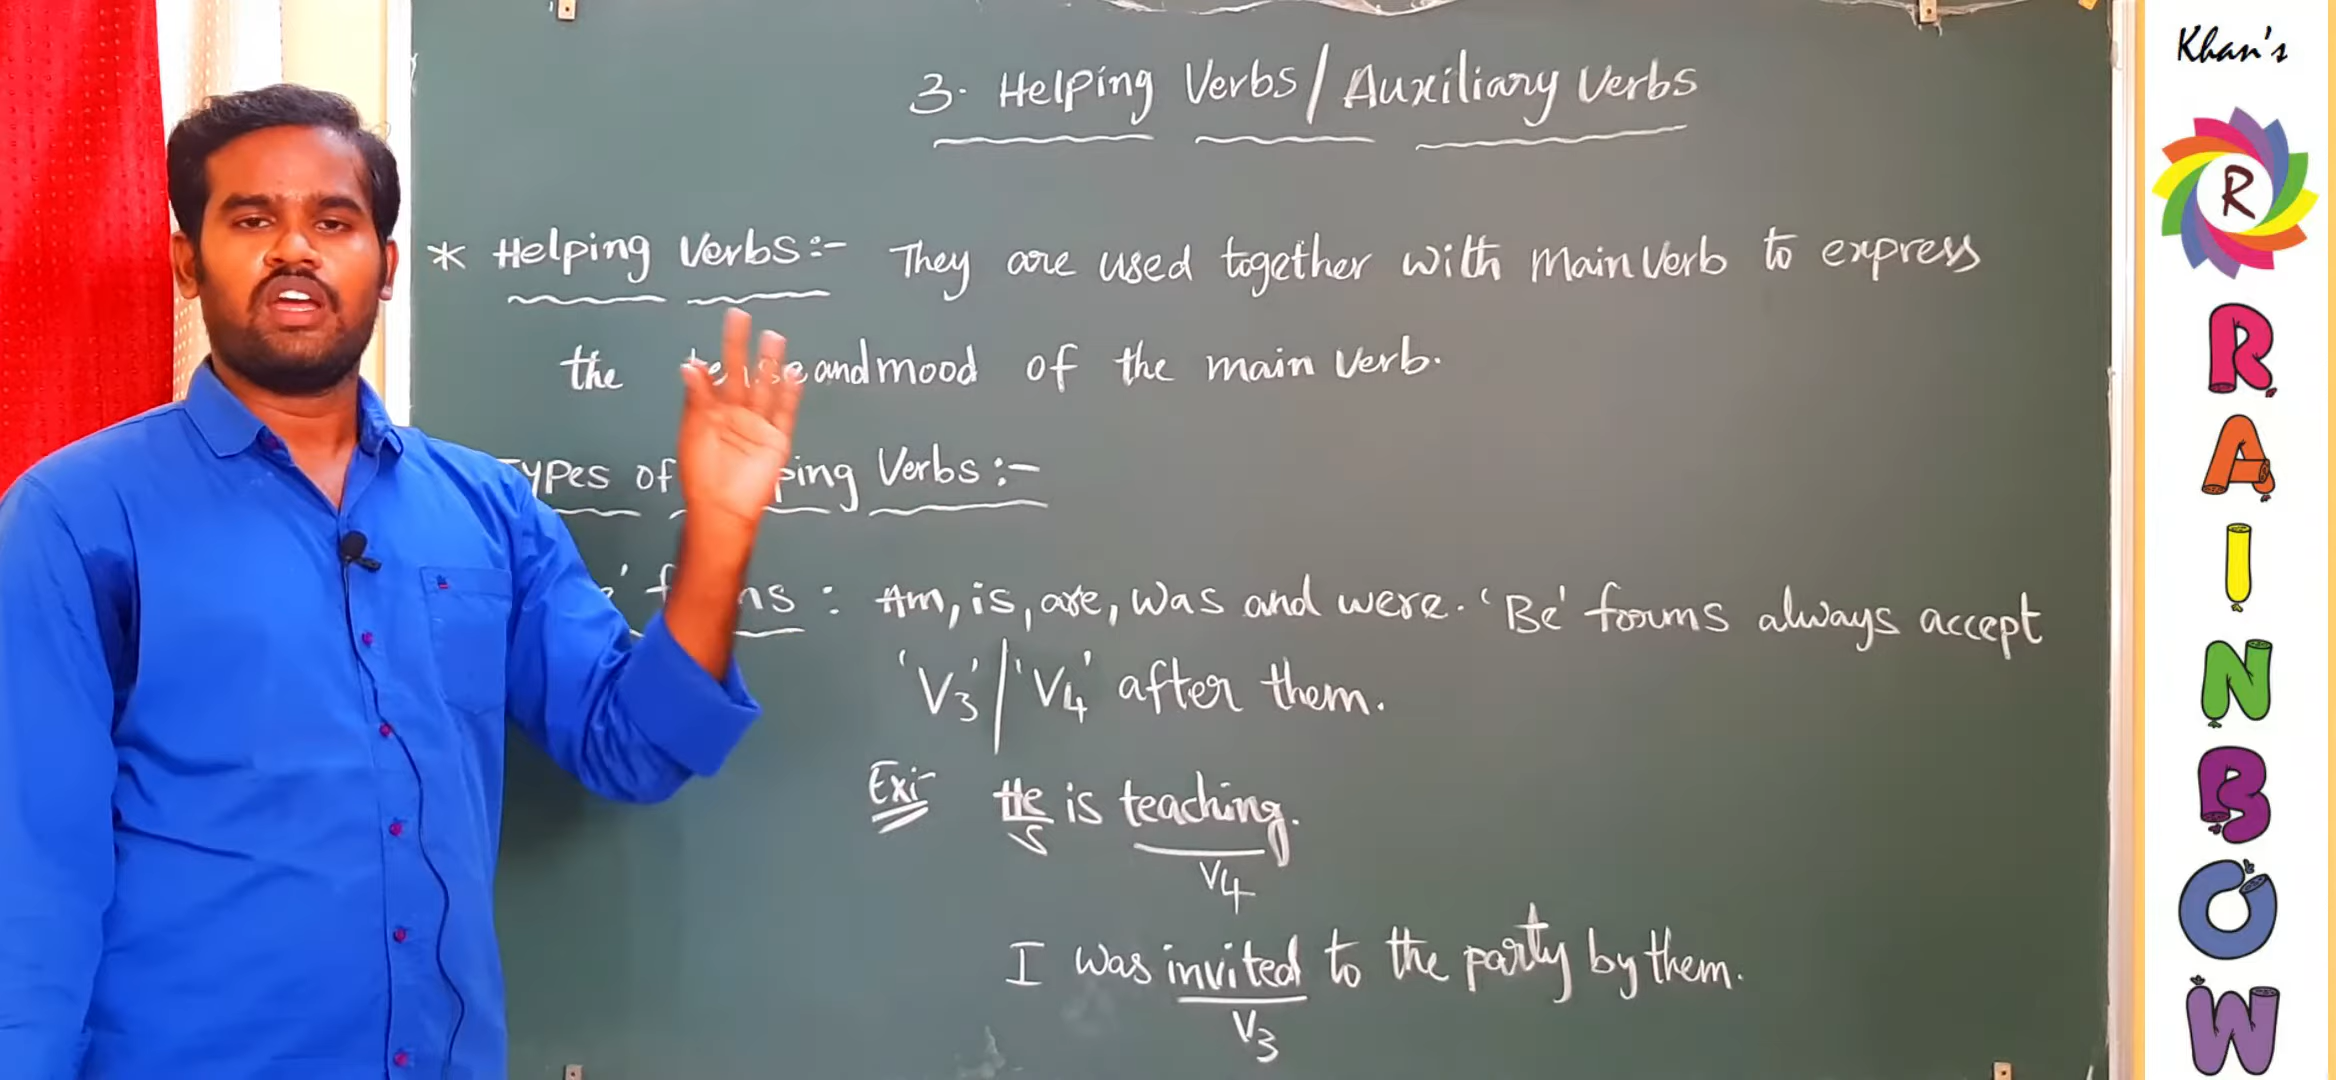 3. Helping Verbs / Auxiliary Verbs
* Helping Verbs:- They are used together with main verb to express
the and mood of the main verb.
of Verbs:-
: Am, is, are, was and were. 'Be' forms always accept
'V3' / 'V4' after them.
Ex:- He is teaching.
S V4
I was invited to the party by them.
V3
Khan's
R
RAINBOW